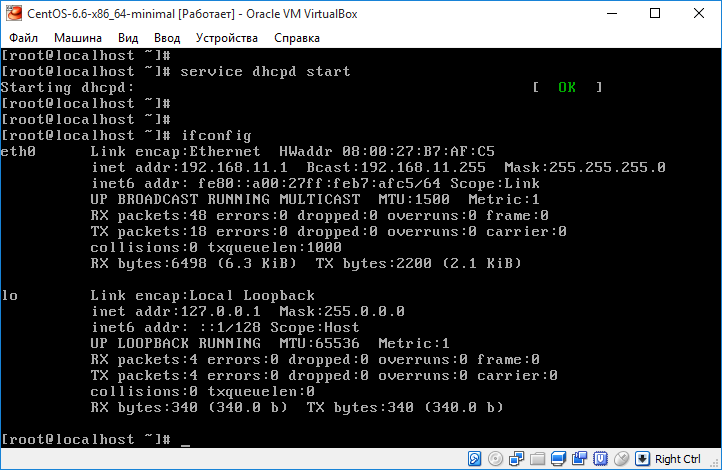 CentOS-6.6-x86_64-minimal [Работает] - Oracle VM VirtualBox
Файл Машина Вид Ввод Устройства Справка
[root@localhost ~]#
[root@localhost ~]# service dhcpd start
Starting dhcpd: [ OK ]
[root@localhost ~]#
[root@localhost ~]#
[root@localhost ~]# ifconfig
eth0 Link encap:Ethernet HWaddr 08:00:27:B7:AF:C5
inet addr:192.168.11.1 Bcast:192.168.11.255 Mask:255.255.255.0
inet6 addr: fe80::a00:27ff:feb7:afc5/64 Scope:Link
UP BROADCAST RUNNING MULTICAST MTU:1500 Metric:1
RX packets:48 errors:0 dropped:0 overruns:0 frame:0
TX packets:18 errors:0 dropped:0 overruns:0 carrier:0
collisions:0 txqueuelen:1000
RX bytes:6498 (6.3 KiB) TX bytes:2200 (2.1 KiB)
lo Link encap:Local Loopback
inet addr:127.0.0.1 Mask:255.0.0.0
inet6 addr: ::1/128 Scope:Host
UP LOOPBACK RUNNING MTU:65536 Metric:1
RX packets:4 errors:0 dropped:0 overruns:0 frame:0
TX packets:4 errors:0 dropped:0 overruns:0 carrier:0
collisions:0 txqueuelen:0
RX bytes:340 (340.0 b) TX bytes:340 (340.0 b)
[root@localhost ~]# _
Right Ctrl